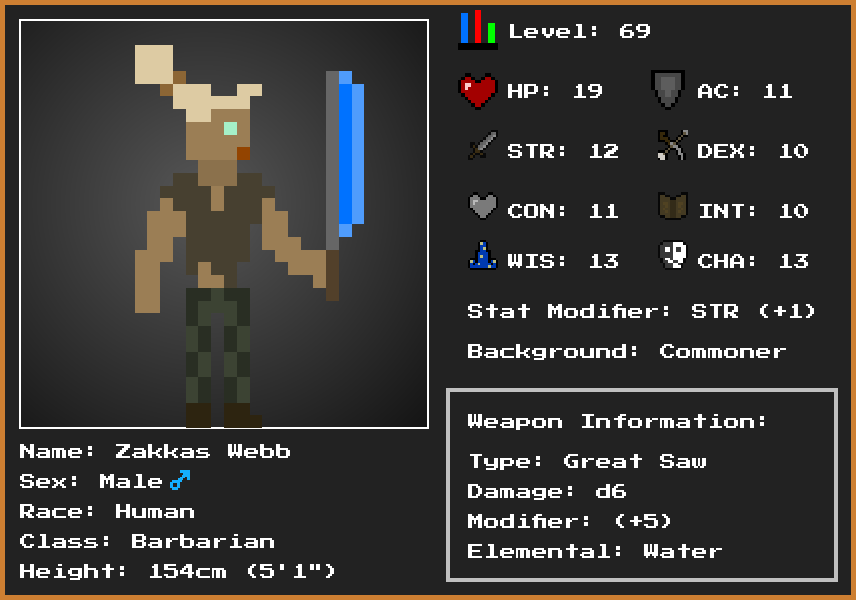 Level: 69
HP: 19
AC: 11
STR: 12
DEX: 10
CON: 11
INT: 10
WIS: 13
CHA: 13
Stat Modifier: STR (+1)
Background: Commoner
Weapon Information:
Type: Great Saw
Damage: d6
Modifier: (+5)
Elemental: Water
Name: Zakkas Webb
Sex: Male ♂
Race: Human
Class: Barbarian
Height: 154cm (5'1")